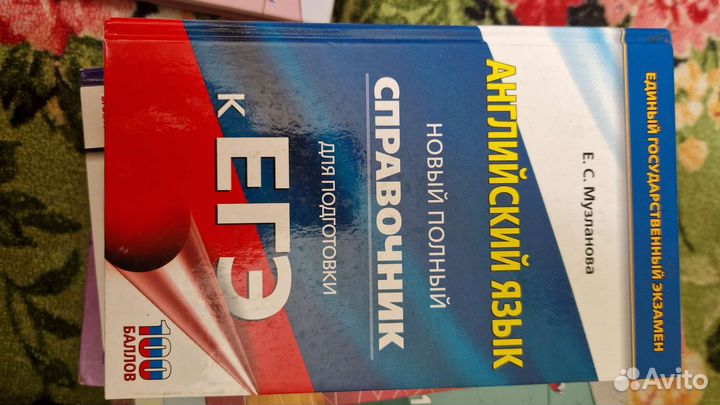 ЕДИНЫЙ ГОСУДАРСТВЕННЫЙ ЭКЗАМЕН
Е. С. Музланова
АНГЛИЙСКИЙ ЯЗЫК
НОВЫЙ ПОЛНЫЙ
СПРАВОЧНИК
ДЛЯ ПОДГОТОВКИ
К ЕГЭ
100
БАЛЛОВ
Avito